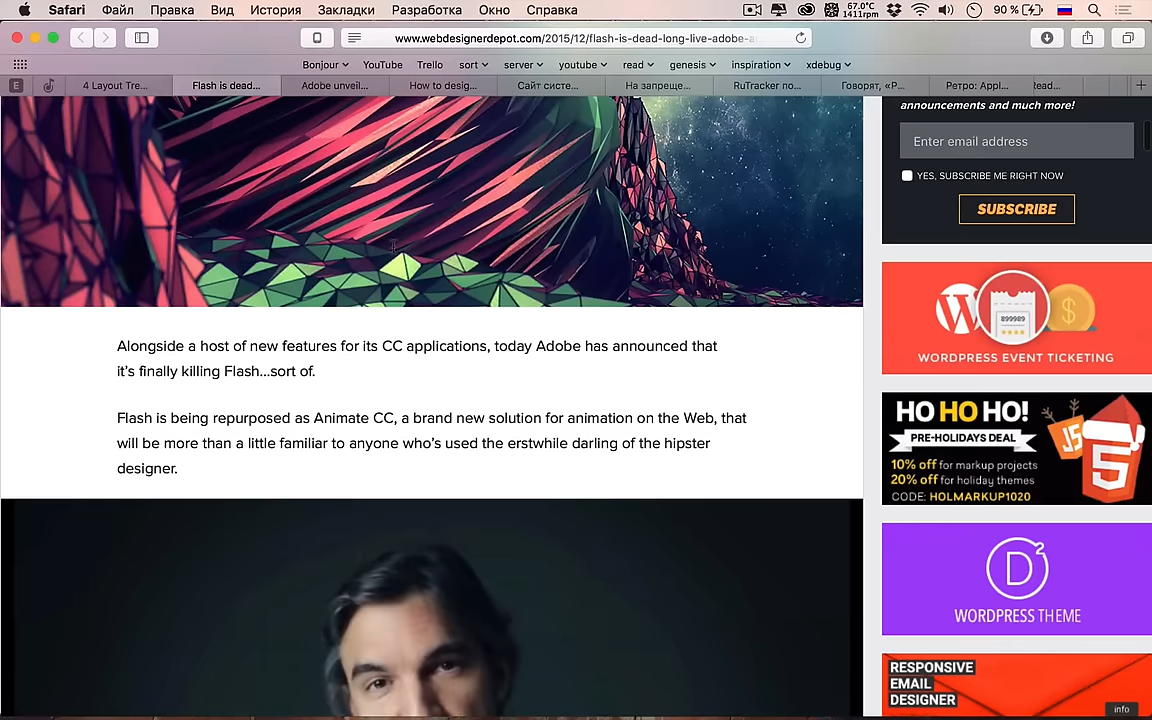 Safari Файл Правка Вид История Закладки Разработка Окно Справка 67.0°C 1411rpm 90 %
www.webdesignerdepot.com/2015/12/flash-is-dead-long-live-adobe-a
Bonjour YouTube Trello sort server youtube read genesis inspiration xdebug
E 4 Layout Tre... Flash is dead... Adobe unveil... How to desig... Сайт систе... На запреще... RuTracker по... Говорят, «Р... Ретро: Appl... Read...
announcements and much more!
Enter email address
YES, SUBSCRIBE ME RIGHT NOW
SUBSCRIBE
Alongside a host of new features for its CC applications, today Adobe has announced that
it’s finally killing Flash...sort of.
Flash is being repurposed as Animate CC, a brand new solution for animation on the Web, that
will be more than a little familiar to anyone who’s used the erstwhile darling of the hipster
designer.
899989
WORDPRESS EVENT TICKETING
HO HO HO!
PRE-HOLIDAYS DEAL
10% off for markup projects
20% off for holiday themes
CODE: HOLMARKUP1020
JS
5
D2
WORDPRESS THEME
RESPONSIVE
EMAIL
DESIGNER
info